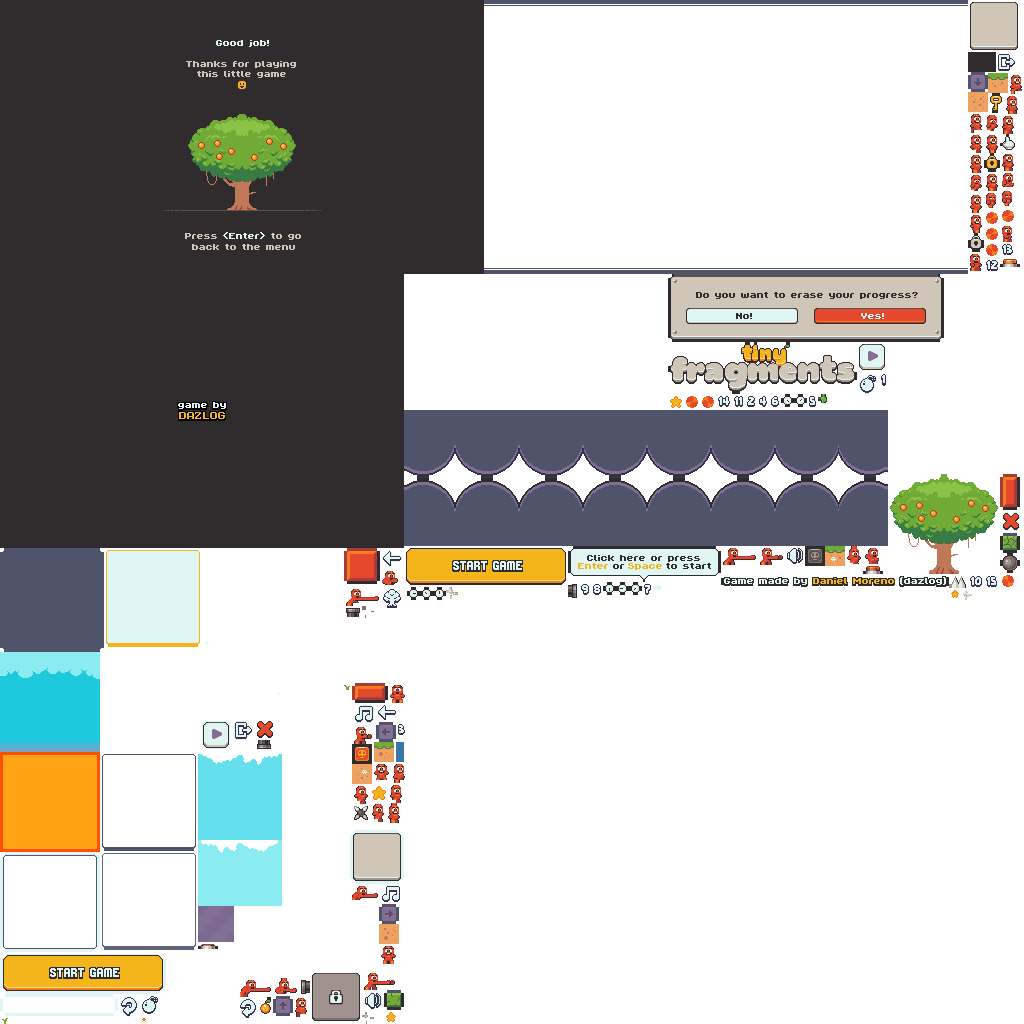 Good job!
Thanks for playing
this little game
Press <Enter> to go
back to the menu
13
12
Do you want to erase your progress?
No!
Yes!
tiny
fragments
1
14 11 2 4 6
5
game by
DAZLOG
START GAME
Click here or press
Enter or Space to start
Game made by Daniel Moreno (dazlog)
10 15
9 8
7
3
START GAME